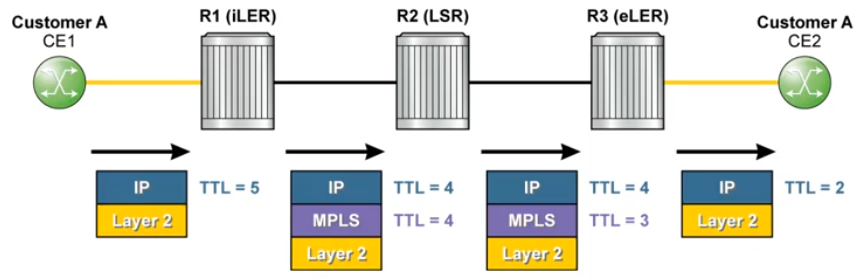 Customer A
CE1
R1 (iLER)
R2 (LSR)
R3 (eLER)
Customer A
CE2
IP TTL = 5
Layer 2
IP TTL = 4
MPLS TTL = 4
Layer 2
IP TTL = 4
MPLS TTL = 3
Layer 2
IP TTL = 2
Layer 2